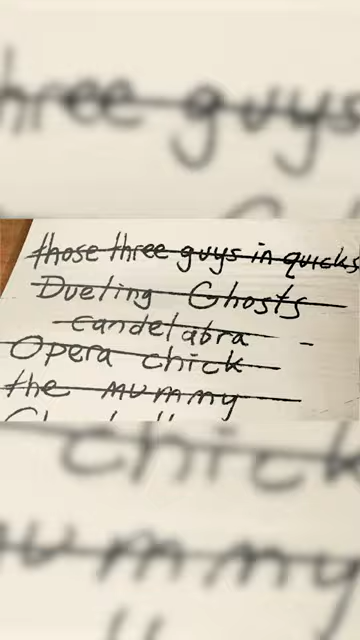 those three guys in quicks
Dueling Ghosts
candelabra -
Opera chick
the mummy